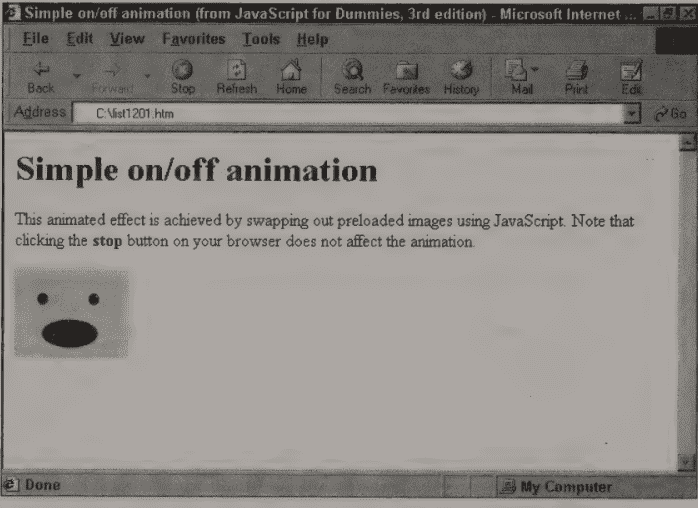 Simple on/off animation (from JavaScript for Dummies, 3rd edition) - Microsoft Internet ...
File Edit View Favorites Tools Help
Back Forward Stop Refresh Home Search Favorites History Mail Print Edit
Address C:\list1201.htm Go
Simple on/off animation
This animated effect is achieved by swapping out preloaded images using JavaScript. Note that
clicking the stop button on your browser does not affect the animation.
Done My Computer